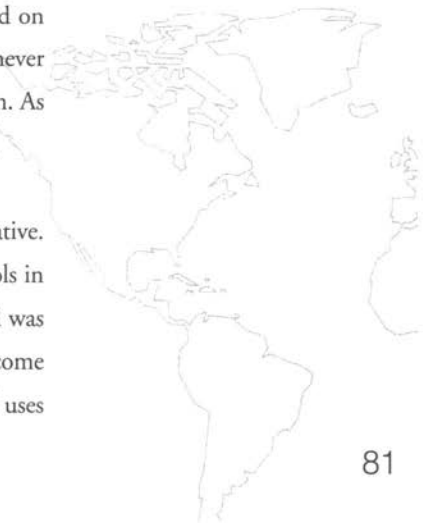 d on
never
n. As
ative.
ols in
was
come
uses
81